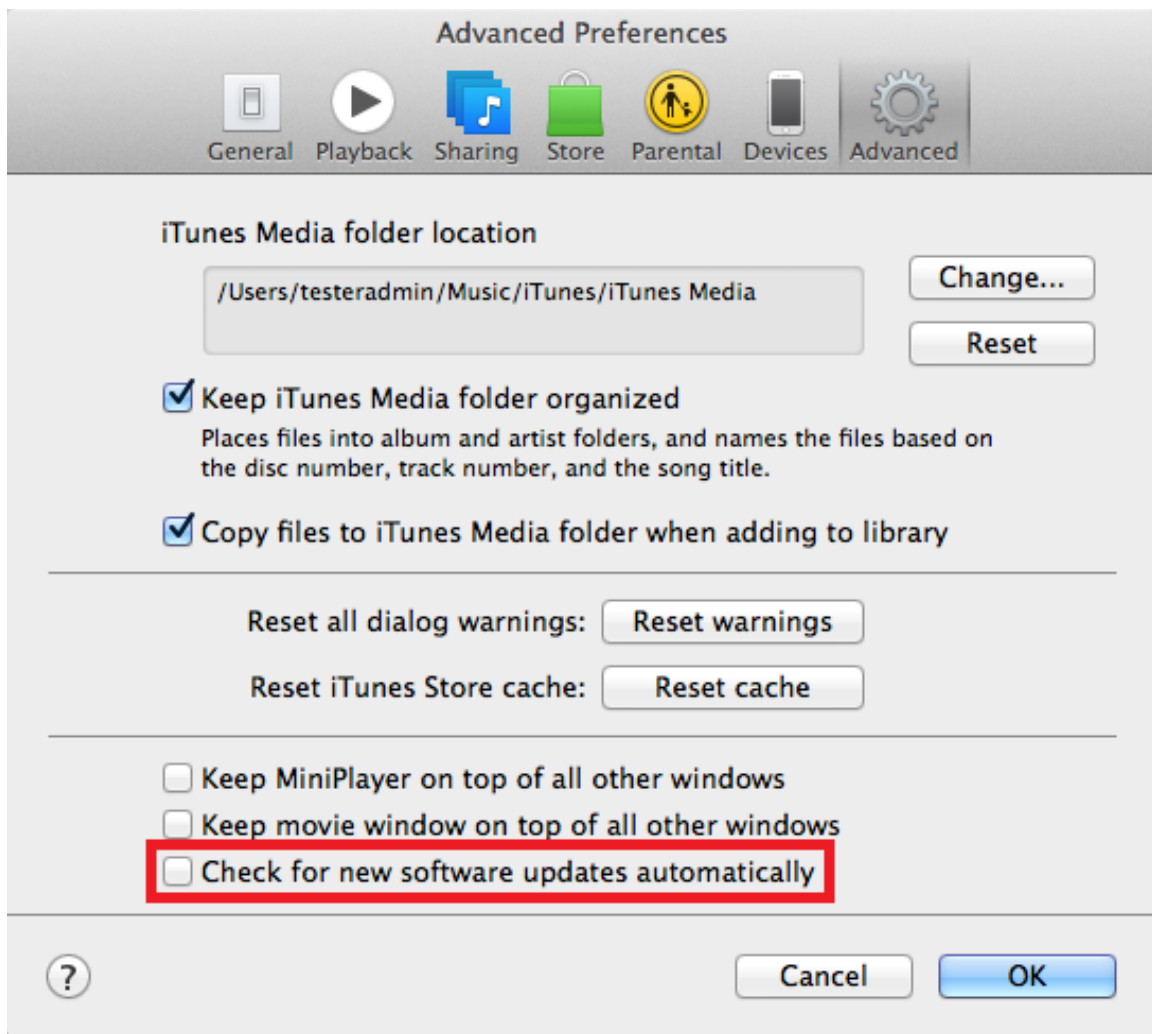 Advanced Preferences
General Playback Sharing Store Parental Devices Advanced
iTunes Media folder location
/Users/testeradmin/Music/iTunes/iTunes Media
Change...
Reset
Keep iTunes Media folder organized
Places files into album and artist folders, and names the files based on
the disc number, track number, and the song title.
Copy files to iTunes Media folder when adding to library
Reset all dialog warnings: Reset warnings
Reset iTunes Store cache: Reset cache
Keep MiniPlayer on top of all other windows
Keep movie window on top of all other windows
Check for new software updates automatically
? Cancel OK